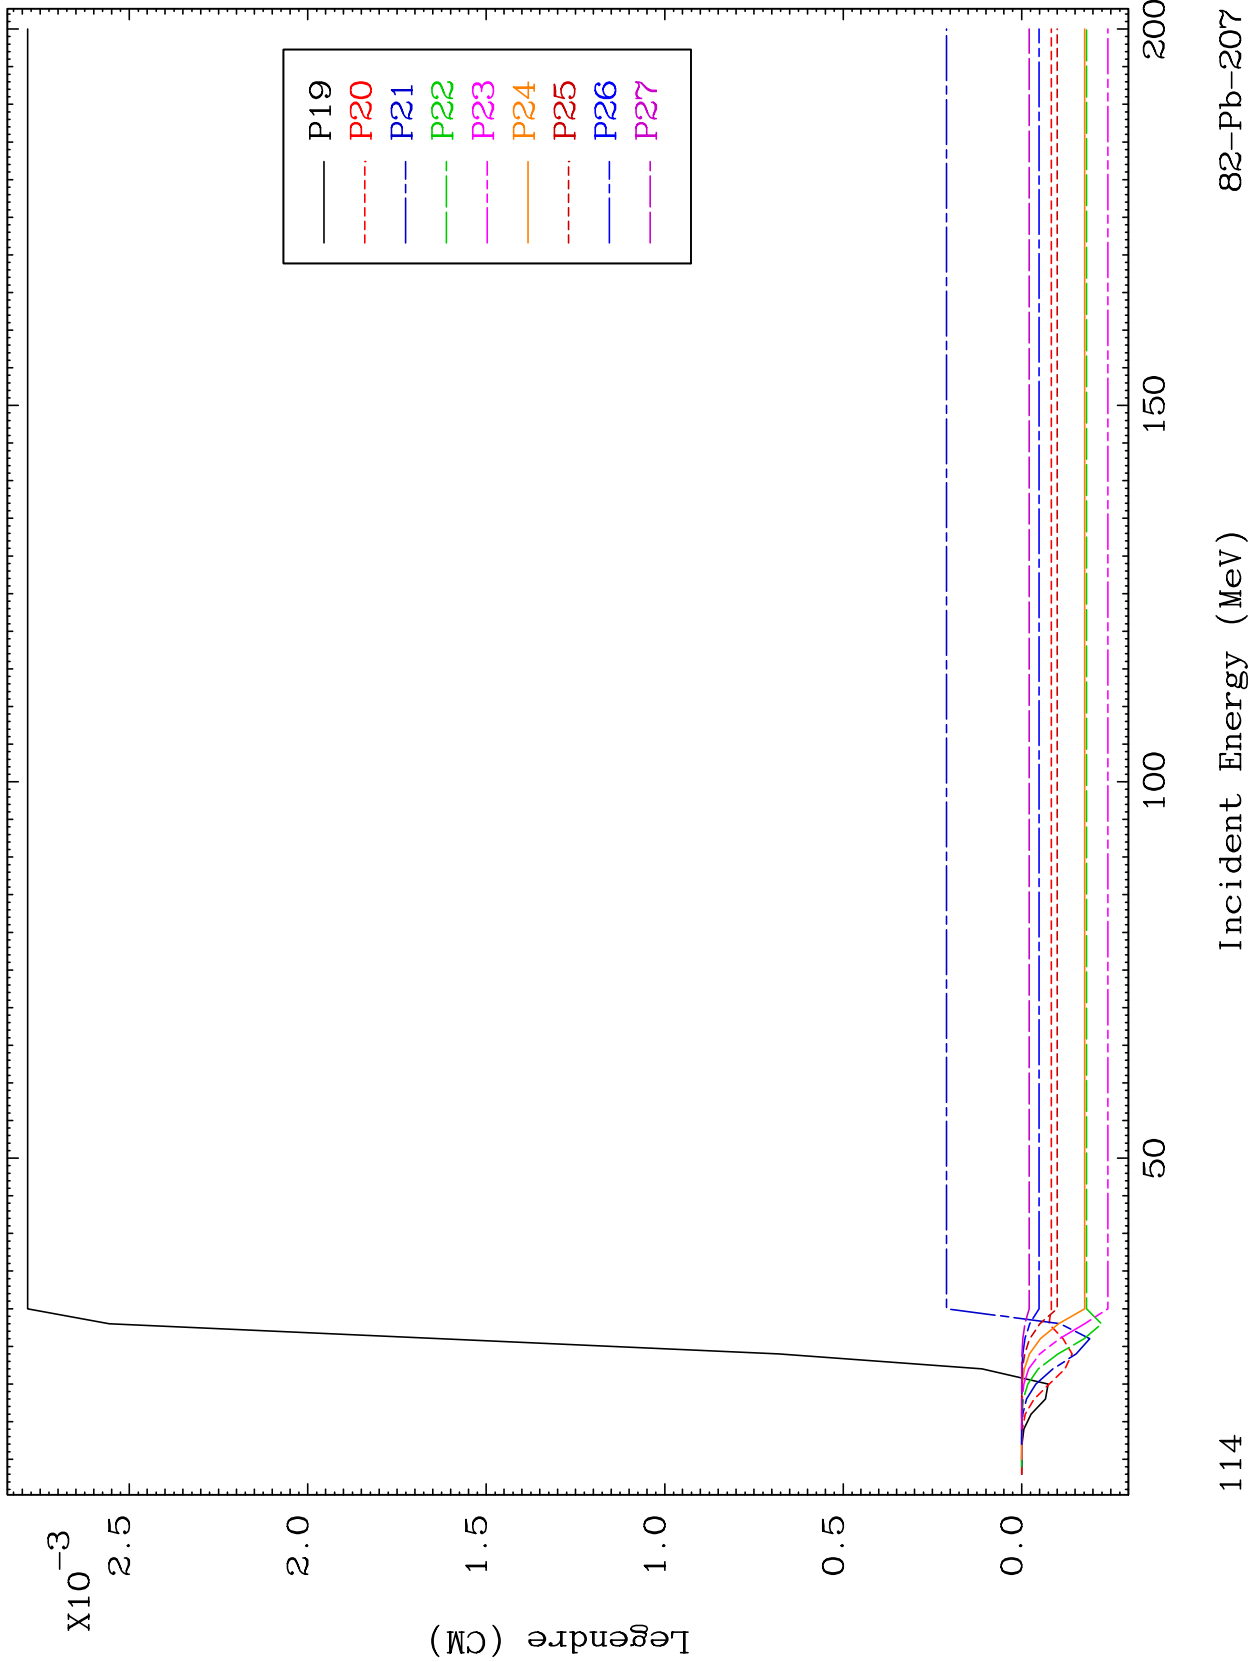 X10-3
2.5
2.0
1.5
1.0
0.5
0.0
Legendre (CM)
P19
P20
P21
P22
P23
P24
P25
P26
P27
50
100
150
200
Incident Energy (MeV)
114
82-Pb-207